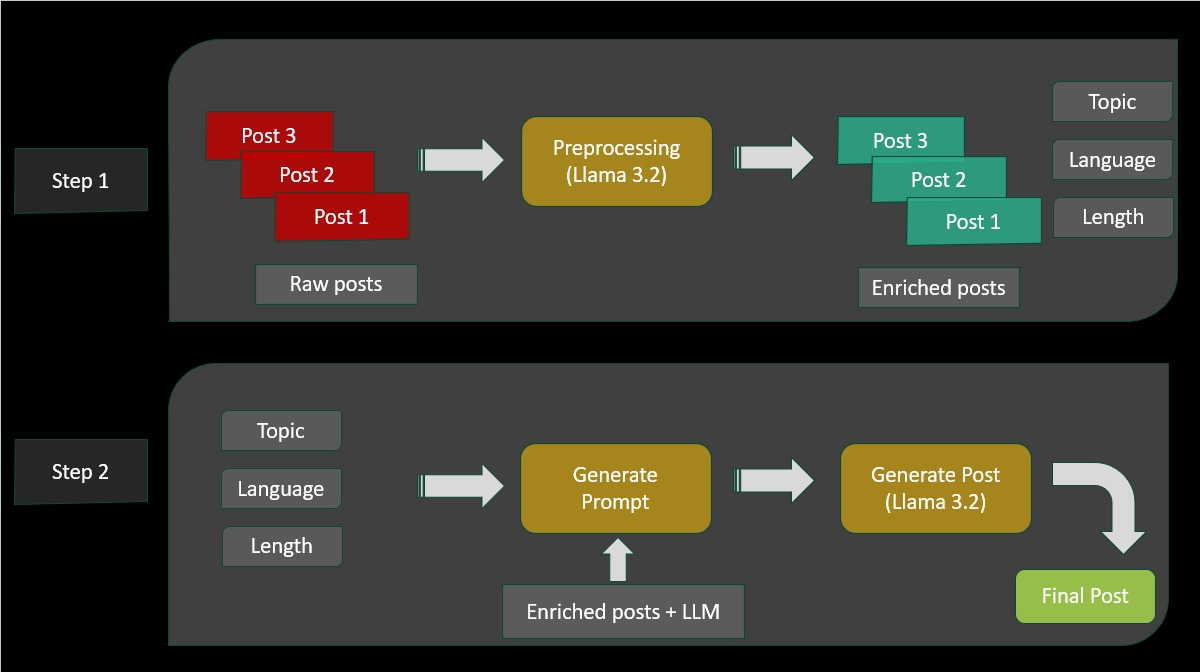 Step 1
Post 3
Post 2
Post 1
Raw posts
Preprocessing
(Llama 3.2)
Post 3
Post 2
Post 1
Enriched posts
Topic
Language
Length
Step 2
Topic
Language
Length
Generate
Prompt
Enriched posts + LLM
Generate Post
(Llama 3.2)
Final Post